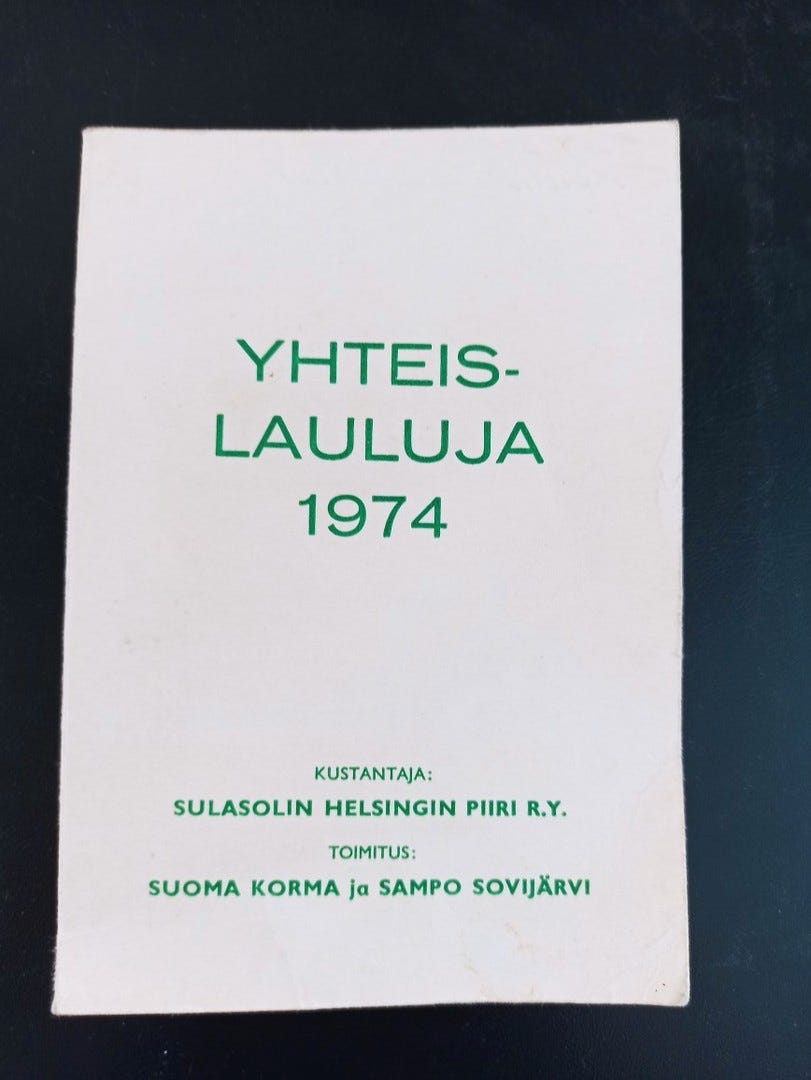 YHTEIS-
LAULUJA
1974
KUSTANTAJA:
SULASOLIN HELSINGIN PIIRI R.Y.
TOIMITUS:
SUOMA KORMA ja SAMPO SOVIJÄRVI